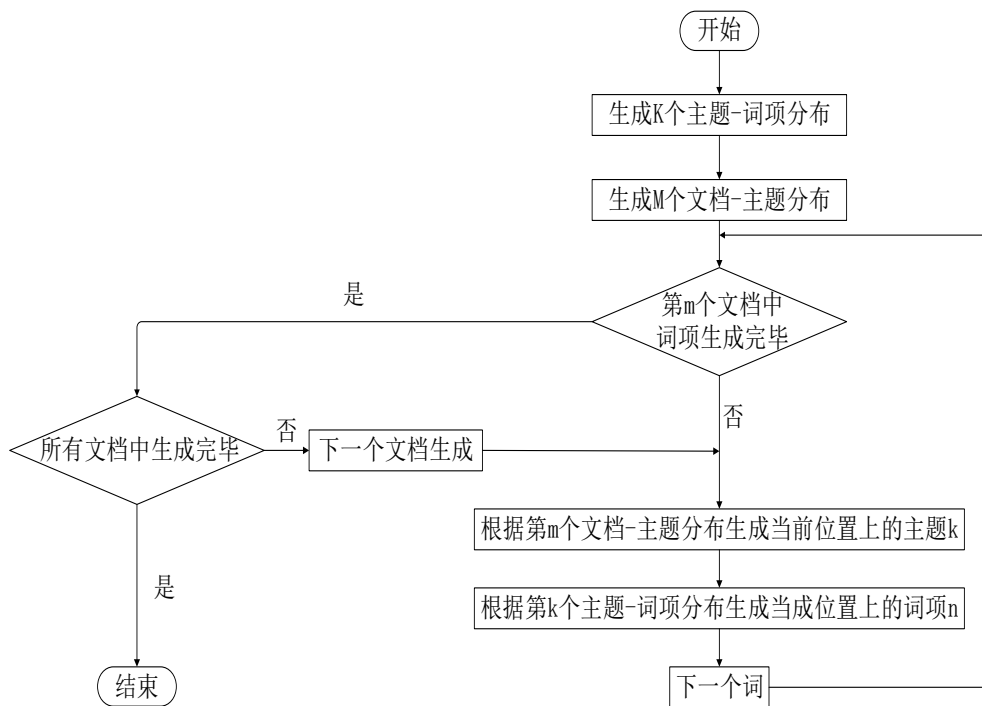 开始
生成K个主题-词项分布
生成M个文档-主题分布
第m个文档中
词项生成完毕
是
否
所有文档中生成完毕
否
下一个文档生成
根据第m个文档-主题分布生成当前位置上的主题k
根据第k个主题-词项分布生成当成位置上的词项n
下一个词
是
结束